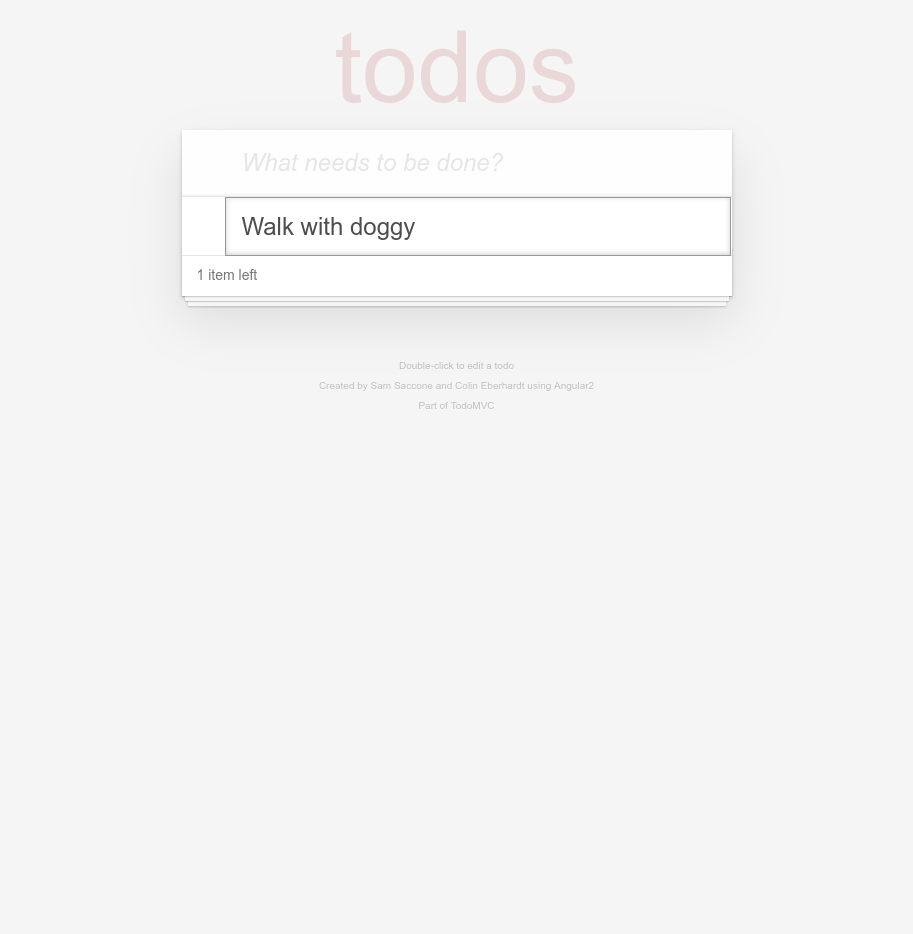 todos
What needs to be done?
Walk with doggy
1 item left
Double-click to edit a todo
Created by Sam Saccone and Colin Eberhardt using Angular2
Part of TodoMVC